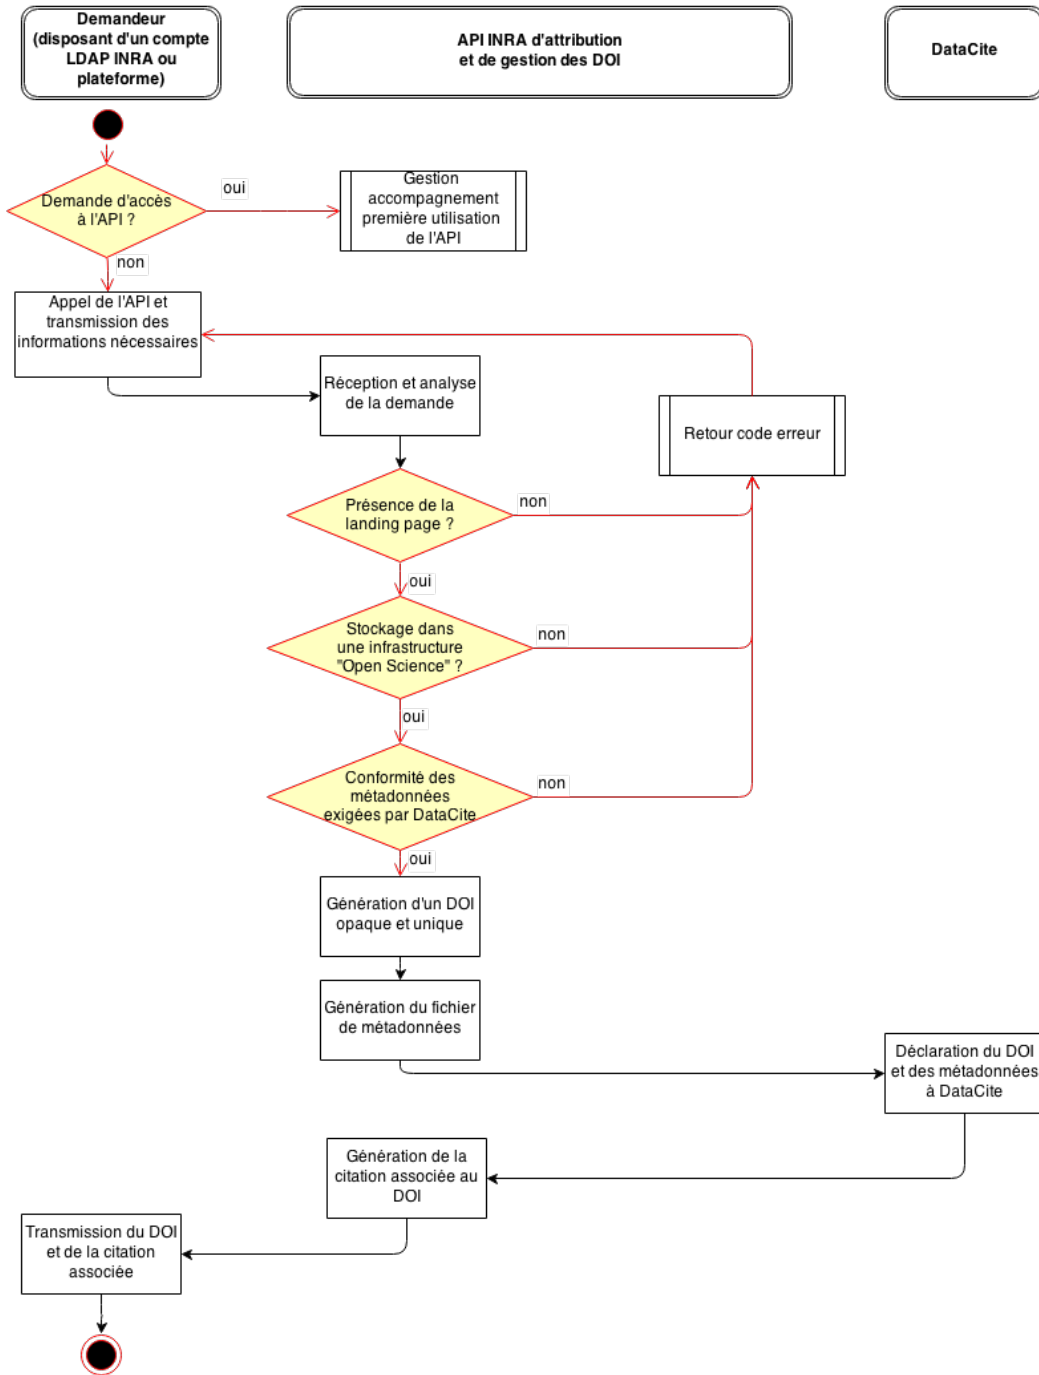 Demandeur
(disposant d'un compte
LDAP INRA ou
plateforme)
API INRA d'attribution
et de gestion des DOI
DataCite
Demande d'accès
à l'API ?
oui
Gestion
accompagnement
première utilisation
de l'API
non
Appel de l'API et
transmission des
informations nécessaires
Réception et analyse
de la demande
Retour code erreur
Présence de la
landing page ?
non
oui
Stockage dans
une infrastructure
"Open Science" ?
non
oui
Conformité des
métadonnées
exigées par DataCite
non
oui
Génération d'un DOI
opaque et unique
Génération du fichier
de métadonnées
Déclaration du DOI
et des métadonnées
à DataCite
Génération de la
citation associée au
DOI
Transmission du DOI
et de la citation
associée